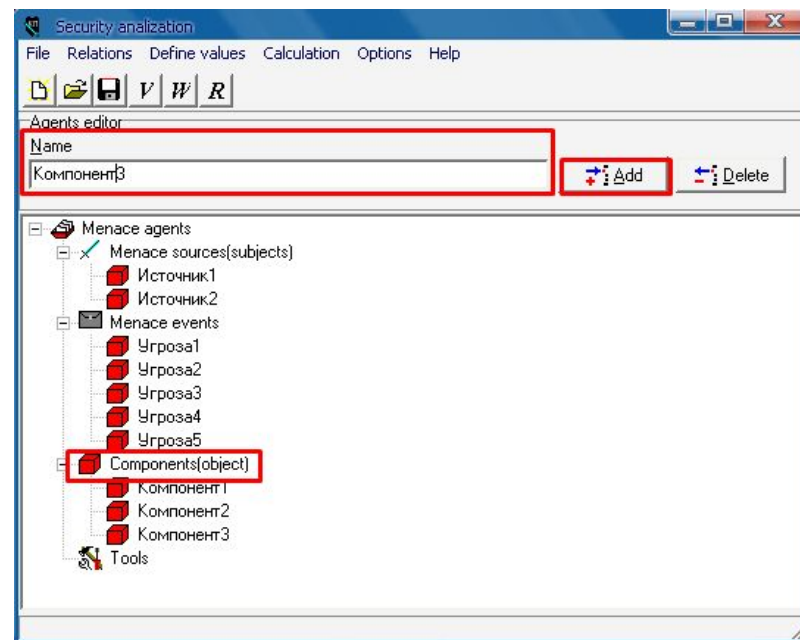 Security analization
File Relations Define values Calculation Options Help
V W R
Agents editor
Name
Компонент3
Add
Delete
Menace agents
Menace sources(subjects)
Источник1
Источник2
Menace events
Угроза1
Угроза2
Угроза3
Угроза4
Угроза5
Components(object)
Компонент1
Компонент2
Компонент3
Tools